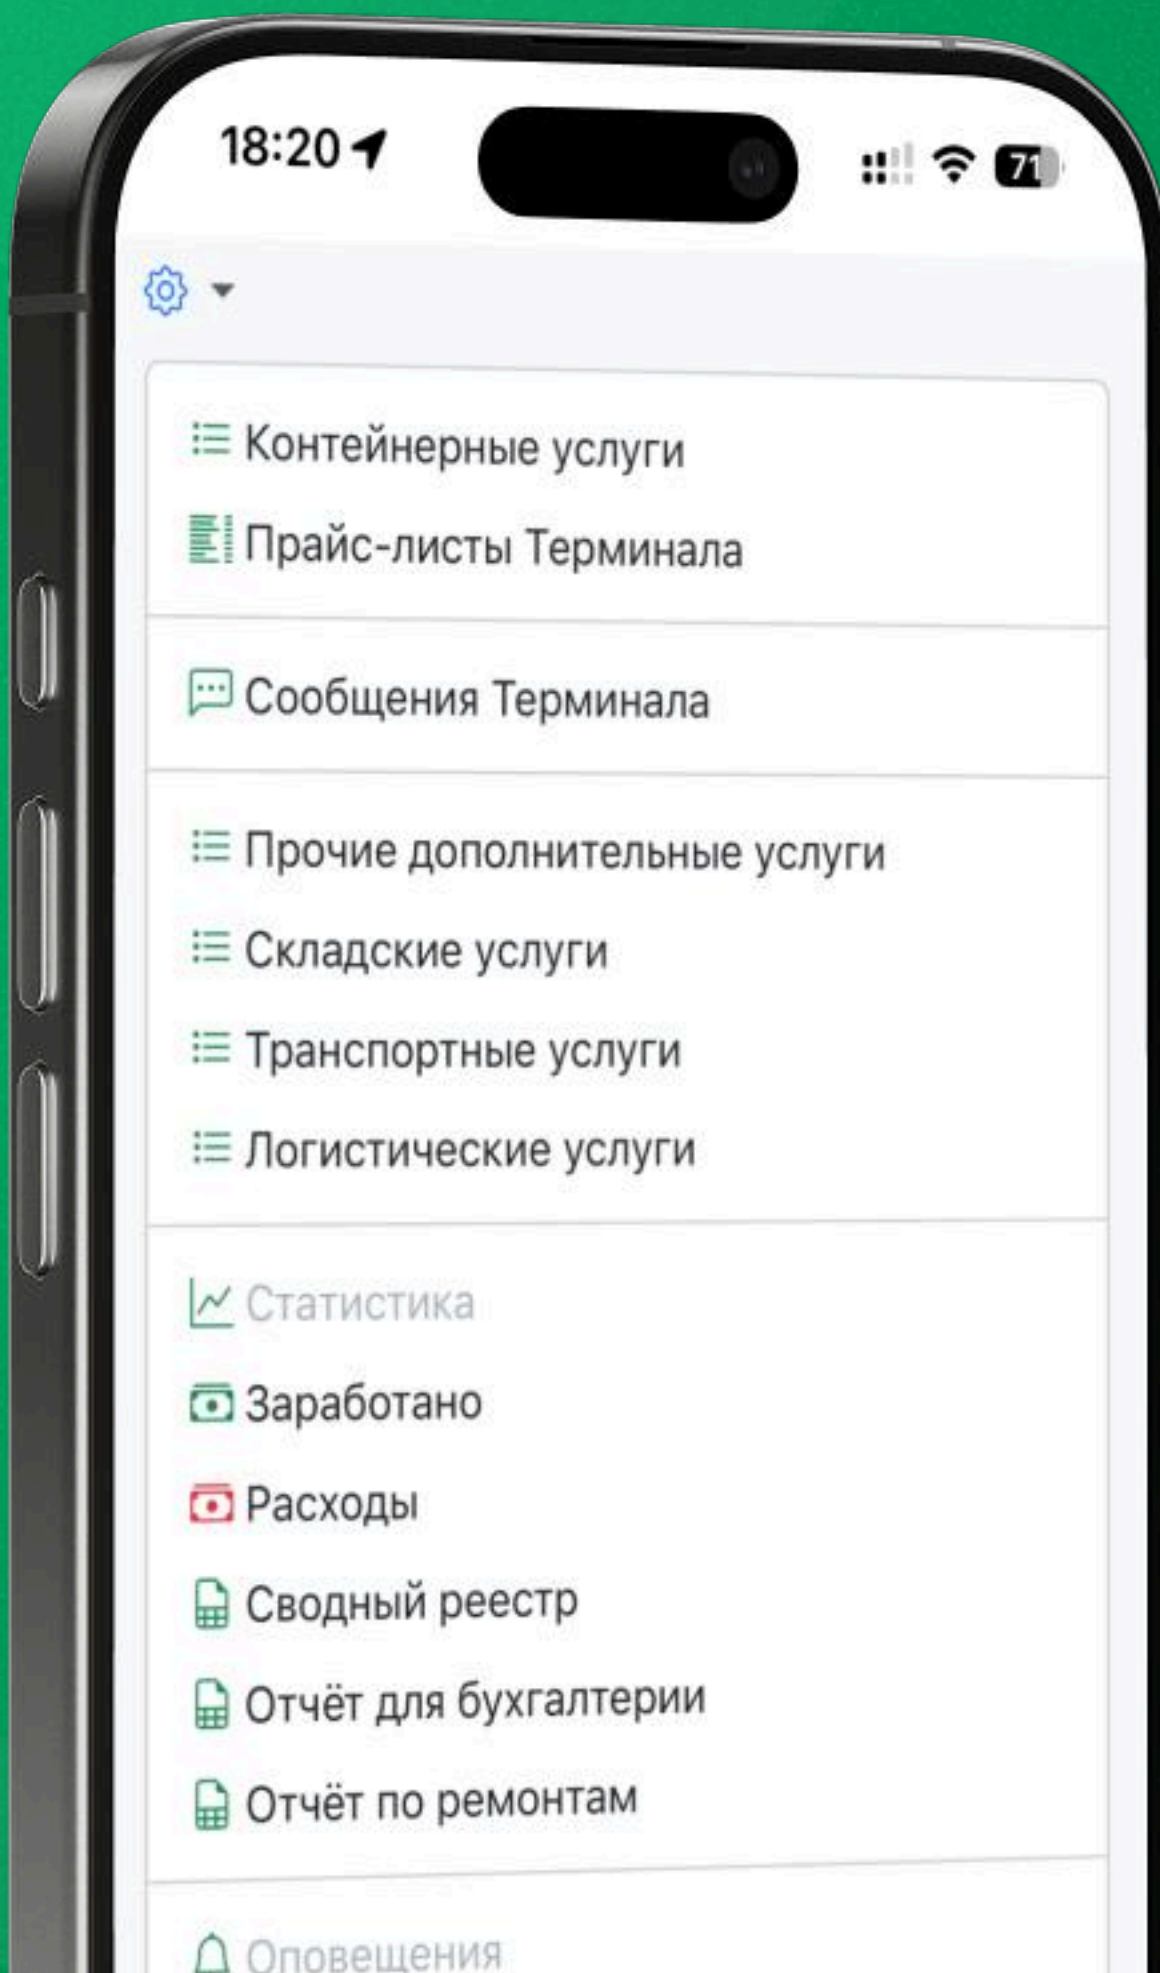 18:20
71
Контейнерные услуги
Прайс-листы Терминала
Сообщения Терминала
Прочие дополнительные услуги
Складские услуги
Транспортные услуги
Логистические услуги
Статистика
Заработано
Расходы
Сводный реестр
Отчёт для бухгалтерии
Отчёт по ремонтам
Оповещения